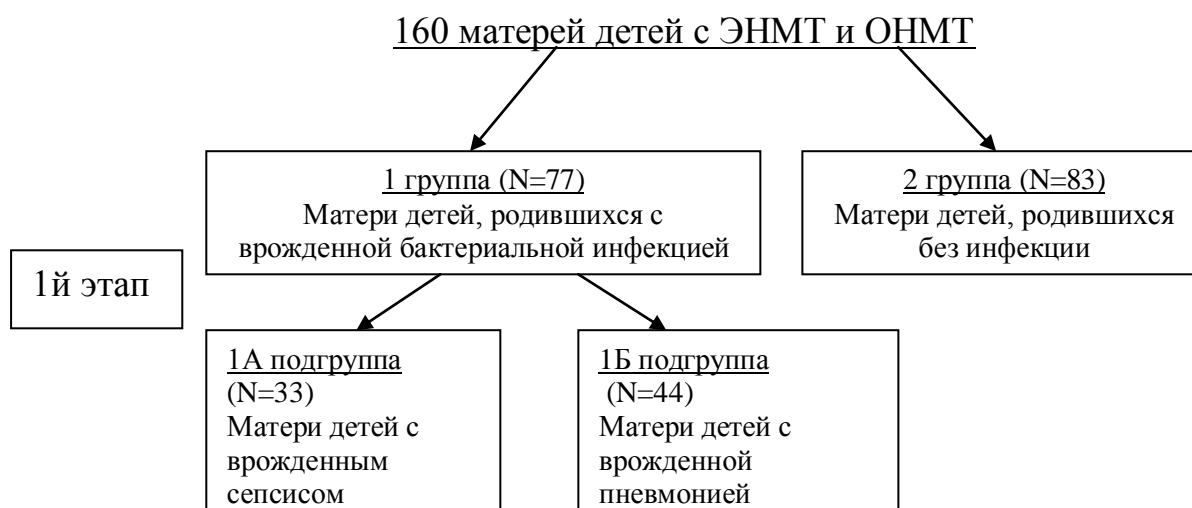 160 матерей детей с ЭНМТ и ОНМТ
1 группа (N=77)
Матери детей, родившихся с
врожденной бактериальной инфекцией
2 группа (N=83)
Матери детей, родившихся
без инфекции
1й этап
1А подгруппа
(N=33)
Матери детей с
врожденным
сепсисом
1Б подгруппа
(N=44)
Матери детей с
врожденной
пневмонией